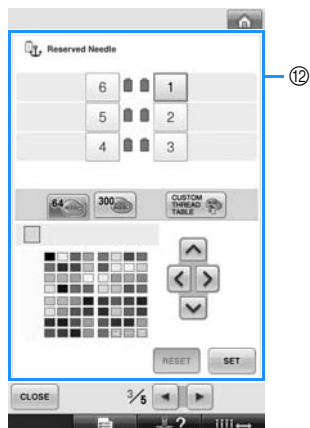 Reserved Needle
6 1
5 2
4 3
64 300 CUSTOM
THREAD
TABLE
RESET SET
CLOSE 3/5
?
⑫